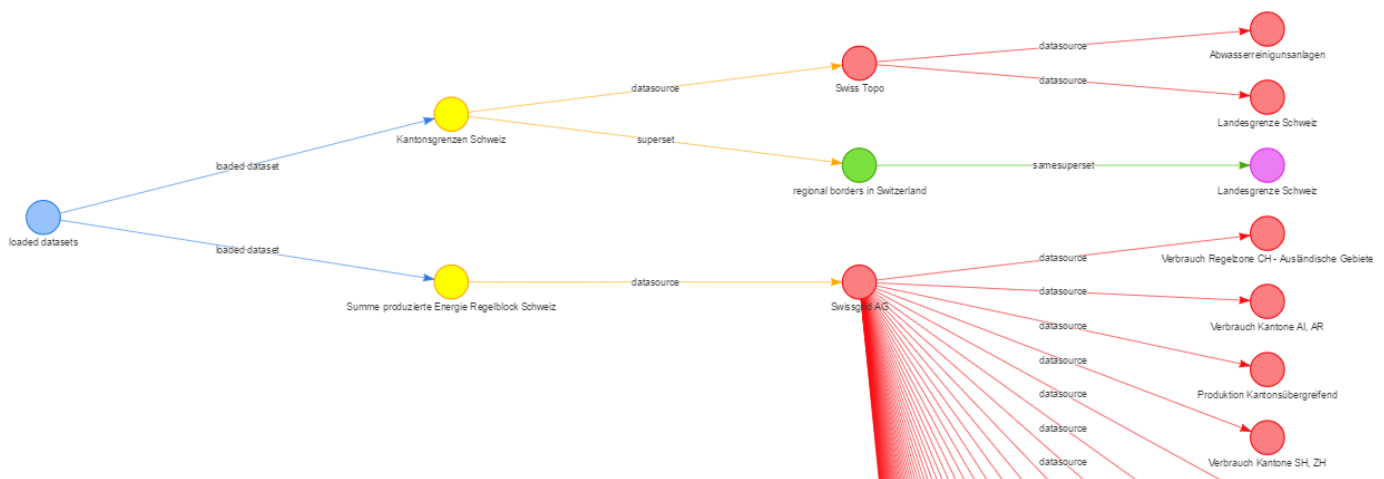 datasource
Abwasserreinigunsanlagen
datasource
Swiss Topo
datasource
Landesgrenze Schweiz
Kantonsgrenzen Schweiz
superset
loaded dataset
regional borders in Switzerland
samesuperset
Landesgrenze Schweiz
loaded datasets
loaded dataset
datasource
Verbrauch Regelzone CH - Ausländische Gebiete
Summe produzierte Energie Regelblock Schweiz
datasource
Swissgrid AG
datasource
Verbrauch Kantone AI, AR
datasource
Produktion Kantonsübergreifend
datasource
datasource
datasource
datasource
Verbrauch Kantone SH, ZH